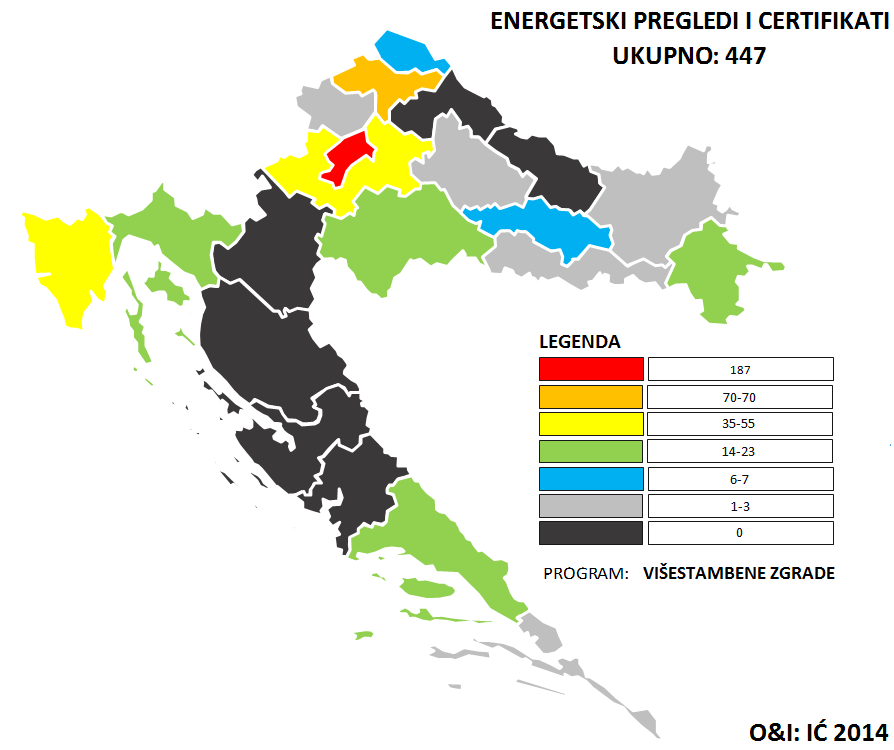 ENERGETSKI PREGLEDI I CERTIFIKATI
UKUPNO: 447
LEGENDA
187
70-70
35-55
14-23
6-7
1-3
0
PROGRAM: VIŠESTAMBENE ZGRADE
O&I: IĆ 2014